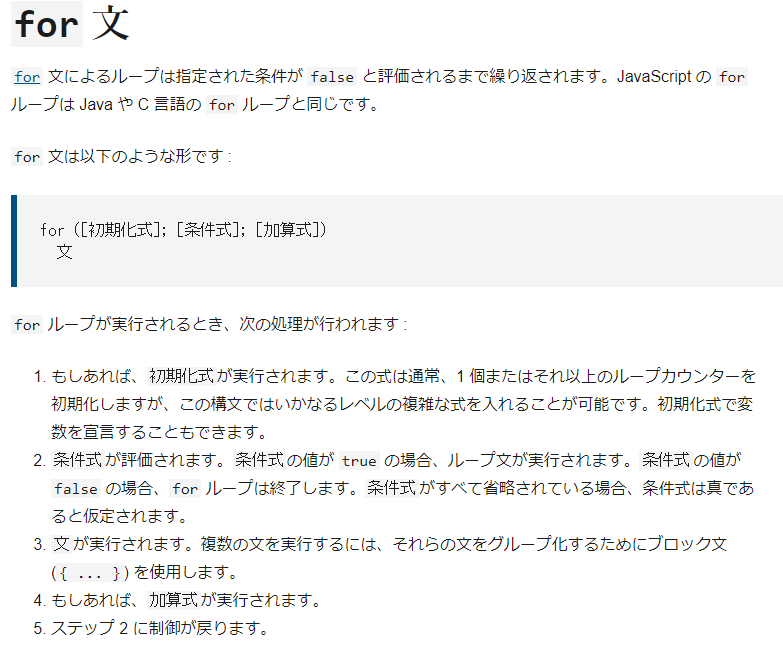 for 文
for 文によるループは指定された条件が false と評価されるまで繰り返されます。JavaScript の for
ループは Java や C 言語の for ループと同じです。
for 文は以下のような形です :
for ([初期化式]; [条件式]; [加算式])
文
for ループが実行されるとき、次の処理が行われます :
1. もしあれば、初期化式が実行されます。この式は通常、1 個またはそれ以上のループカウンターを
初期化しますが、この構文ではいかなるレベルの複雑な式を入れることが可能です。初期化式で変
数を宣言することもできます。
2. 条件式が評価されます。条件式の値が true の場合、ループ文が実行されます。条件式の値が
false の場合、for ループは終了します。条件式がすべて省略されている場合、条件式は真であ
ると仮定されます。
3. 文が実行されます。複数の文を実行するには、それらの文をグループ化するためにブロック文
({ ... })を使用します。
4. もしあれば、加算式が実行されます。
5. ステップ 2 に制御が戻ります。